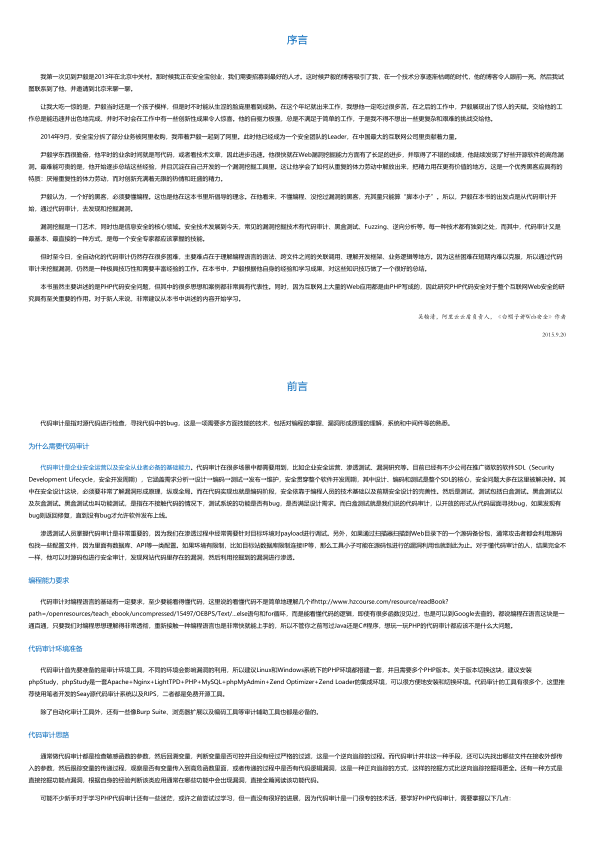 序言
我第一次见到尹毅是2013年在北京中关村。那时候我正在安全宝创业，我们需要招募到最好的人才。这时候尹毅的博客吸引了我，在一个技术分享逐渐枯竭的时代，他的博客令人眼前一亮。然后我试
图联系到了他，并邀请到北京来聊一聊。
让我大吃一惊的是，尹毅当时还是一个孩子模样，但是时不时能从生涩的脸庞里看到成熟。在这个年纪就出来工作，我想他一定吃过很多苦。在之后的工作中，尹毅展现出了惊人的天赋。交给他的工
作总是能迅速并出色地完成，并时不时会在工作中有一些创新性成果令人惊喜。他的自驱力极强，总是不满足于简单的工作，于是我不得不想出一些更复杂和艰难的挑战交给他。
2014年9月，安全宝分拆了部分业务被阿里收购，我带着尹毅一起到了阿里。此时他已经成为一个安全团队的Leader，在中国最大的互联网公司里贡献着力量。
尹毅学东西很勤奋，他平时的业余时间就是写代码，或者看技术文章，因此进步迅速。他很快就在Web漏洞挖掘能力方面有了长足的进步，并取得了不错的成绩，他陆续发现了好些开源软件的高危漏
洞。最难能可贵的是，他开始逐步总结这些经验，并且沉淀在自己开发的一个漏洞挖掘工具里。这让他学会了如何从重复的体力劳动中解放出来，把精力用在更有价值的地方。这是一个优秀黑客应具有的
特质：厌倦重复性的体力劳动，而对创新充满着无限的热情和旺盛的精力。
尹毅认为，一个好的黑客，必须要懂编程。这也是他在这本书里所倡导的理念。在他看来，不懂编程、没挖过漏洞的黑客，充其量只能算“脚本小子”。所以，尹毅在本书的出发点是从代码审计开
始，通过代码审计，去发现和挖掘漏洞。
漏洞挖掘是一门艺术，同时也是信息安全的核心领域。安全技术发展到今天，常见的漏洞挖掘技术有代码审计、黑盒测试、Fuzzing、逆向分析等。每一种技术都有独到之处，而其中，代码审计又是
最基本、最直接的一种方式，是每一个安全专家都应该掌握的技能。
但时至今日，全自动化的代码审计仍然存在很多困难，主要难点在于理解编程语言的语法、跨文件之间的关联调用、理解开发框架、业务逻辑等地方。因为这些困难在短期内难以克服，所以通过代码审
计来挖掘漏洞，仍然是一种极具技巧性和需要丰富经验的工作。在本书中，尹毅根据他自身的经验和学习成果，对这些知识技巧做了一个很好的总结。
本书虽然主要讲述的是PHP代码安全问题，但其中的很多思想和案例都非常具有代表性。同时，因为互联网上大量的Web应用都是由PHP写成的，因此研究PHP代码安全对于整个互联网Web安全的研
究具有至关重要的作用。对于新人来说，非常建议从本书中讲述的内容开始学习。
吴翰清，阿里云云盾负责人，《白帽子讲Web安全》作者
2015.9.20
前言
代码审计是指对源代码进行检查，寻找代码中的bug，这是一项需要多方面技能的技术，包括对编程的掌握、漏洞形成原理的理解，系统和中间件等的熟悉。
为什么需要代码审计
代码审计是企业安全运营以及安全从业者必备的基础能力。代码审计在很多场景中都需要用到，比如企业安全运营、渗透测试、漏洞研究等。目前已经有不少公司在推广微软的软件SDL（Security
Development Lifecycle，安全开发周期），它涵盖需求分析→设计→编码→测试→发布→维护，安全贯穿整个软件开发周期，其中设计、编码和测试是整个SDL的核心，安全问题大多在这里被解决掉。其
中在安全设计这块，必须要非常了解漏洞形成原理，纵观全局。而在代码实现也就是编码阶段，安全依靠于编程人员的技术基础以及前期安全设计的完善性。然后是测试，测试包括白盒测试、黑盒测试以
及灰盒测试。黑盒测试也叫功能测试，是指在不接触代码的情况下，测试系统的功能是否有bug，是否满足设计需求。而白盒测试就是我们说的代码审计，以开放的形式从代码层面寻找bug，如果发现有
bug则返回修复，直到没有bug才允许软件发布上线。
渗透测试人员掌握代码审计是非常重要的，因为我们在渗透过程中经常需要针对目标环境对payload进行调试。另外，如果通过扫描器扫描到Web目录下的一个源码备份包，通常攻击者都会利用源码
包找一些配置文件，因为里面有数据库、API等一类配置。如果环境有限制，比如目标站数据库限制连接IP等，那么工具小子可能在源码包进行的漏洞利用也就到此为止。对于懂代码审计的人，结果完全不
一样，他可以对源码包进行安全审计，发现网站代码里存在的漏洞，然后利用挖掘到的漏洞进行渗透。
编程能力要求
代码审计对编程语言的基础有一定要求，至少要能看得懂代码，这里说的看懂代码不是简单地理解几个ifhttp://www.hzcourse.com/resource/readBook?
path=/openresources/teach_ebook/uncompressed/15497/OEBPS/Text/...else语句和for循环，而是能看懂代码的逻辑，即便有很多函数没见过，也是可以到Google去查的。都说编程在语言这块是一
通百通，只要我们对编程思想理解得非常透彻，重新接触一种编程语言也是非常快就能上手的，所以不管你之前写过Java还是C#程序，想玩一玩PHP的代码审计都应该不是什么大问题。
代码审计环境准备
代码审计首先要准备的是审计环境工具，不同的环境会影响漏洞的利用，所以建议Linux和Windows系统下的PHP环境都搭建一套，并且需要多个PHP版本。关于版本切换这块，建议安装
phpStudy，phpStudy是一套Apache+Nginx+LightTPD+PHP+MySQL+phpMyAdmin+Zend Optimizer+Zend Loader的集成环境，可以很方便地安装和切换环境。代码审计的工具有很多个，这里推
荐使用笔者开发的Seay源代码审计系统以及RIPS，二者都是免费开源工具。
除了自动化审计工具外，还有一些像Burp Suite、浏览器扩展以及编码工具等审计辅助工具也都是必备的。
代码审计思路
通常做代码审计都是检查敏感函数的参数，然后回溯变量，判断变量是否可控并且没有经过严格的过滤，这是一个逆向追踪的过程。而代码审计并非这一种手段，还可以先找出哪些文件在接收外部传
入的参数，然后跟踪变量的传递过程，观察是否有变量传入到高危函数里面，或者传递的过程中是否有代码逻辑漏洞，这是一种正向追踪的方式，这样的挖掘方式比逆向追踪挖掘得更全。还有一种方式是
直接挖掘功能点漏洞，根据自身的经验判断该类应用通常在哪些功能中会出现漏洞，直接全篇阅读该功能代码。
可能不少新手对于学习PHP代码审计还有一些迷茫，或许之前尝试过学习，但一直没有很好的进展，因为代码审计是一门很专的技术活，要学好PHP代码审计，需要掌握以下几点：